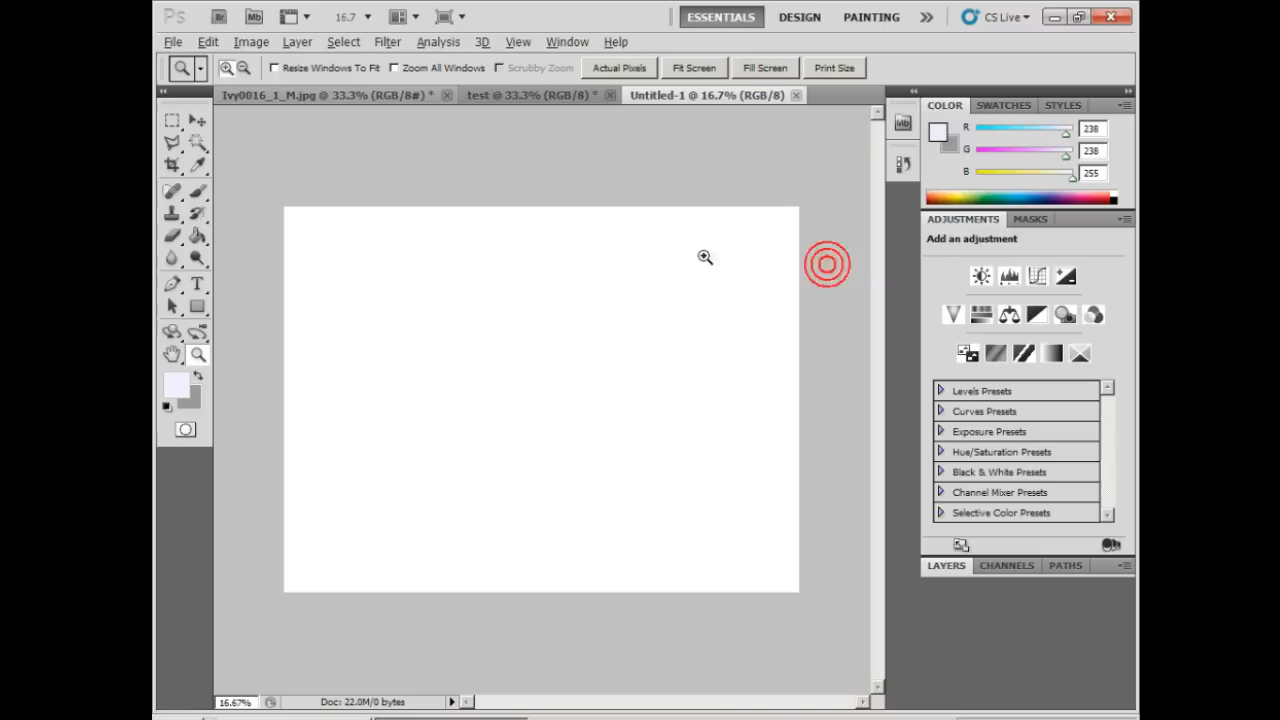 Ps Br Mb 16.7 ESSENTIALS DESIGN PAINTING CS Live
File Edit Image Layer Select Filter Analysis 3D View Window Help
Resize Windows To Fit Zoom All Windows Scrubby Zoom Actual Pixels Fit Screen Fill Screen Print Size
Ivy0016_1_M.jpg @ 33.3% (RGB/8#) * test @ 33.3% (RGB/8) * Untitled-1 @ 16.7% (RGB/8)
COLOR SWATCHES STYLES
Mb
R 238
G 238
B 255
ADJUSTMENTS MASKS
Add an adjustment
T
Levels Presets
Curves Presets
Exposure Presets
Hue/Saturation Presets
Black & White Presets
Channel Mixer Presets
Selective Color Presets
LAYERS CHANNELS PATHS
16.67% Doc: 22.0M/0 bytes